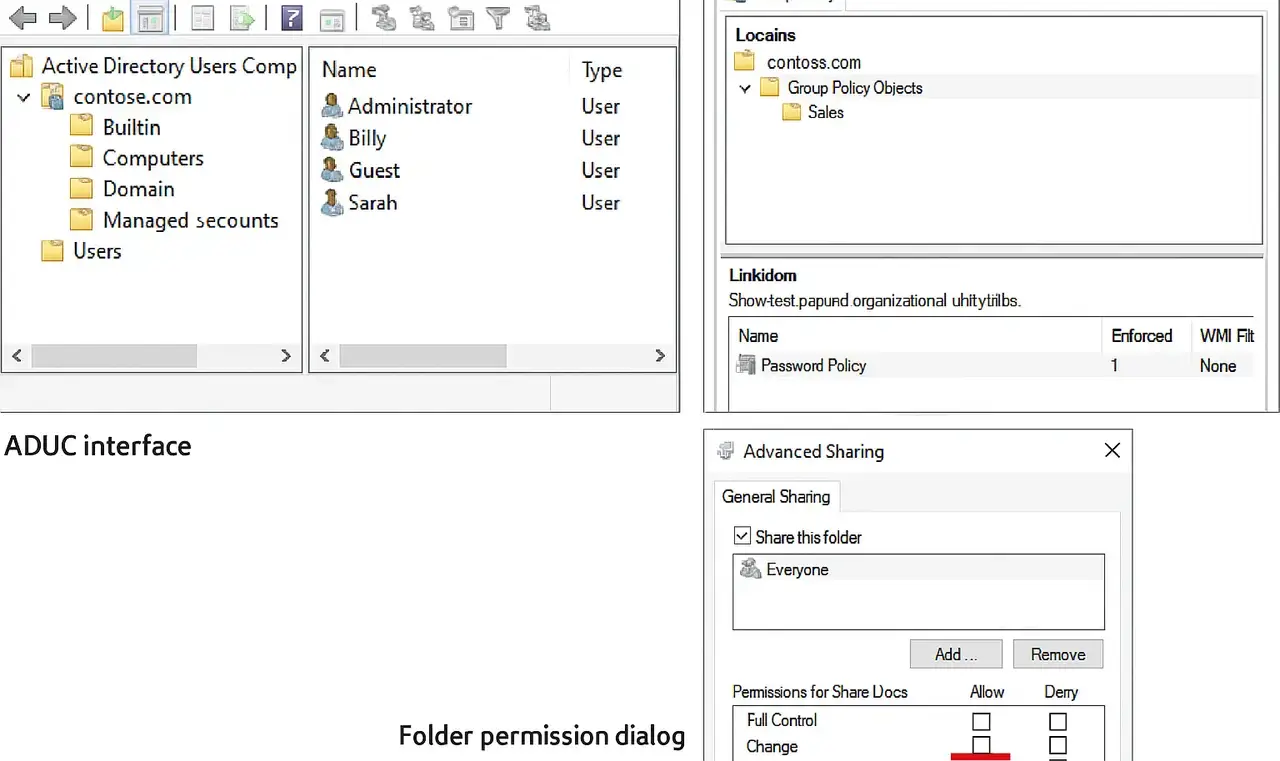 Active Directory Users Comp
contose.com
Builtin
Computers
Domain
Managed secounts
Users
Name Type
Administrator User
Billy User
Guest User
Sarah User
ADUC interface
Locains
contoss.com
Group Policy Objects
Sales
Linkidom
Show-test.papund.organizational
Name Enforced WMI Filt
Password Policy 1 None
Advanced Sharing
General Sharing
Share this folder
Everyone
Add ... Remove
Permissions for Share Docs Allow Derry
Full Control
Change
Folder permission dialog